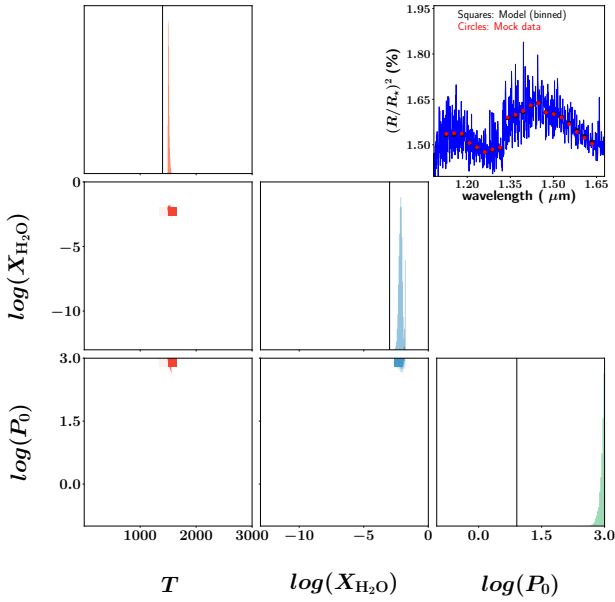 1.95
1.80
1.65
1.50
(R/R⋆)² (%)
Squares: Model (binned)
Circles: Mock data
1.20 1.35 1.50 1.65
wavelength ( μm)
0
−5
−10
log(X_H₂O)
3.0
1.5
0.0
log(P₀)
1000 2000 3000
−10 −5 0
0.0 1.5 3.0
T
log(X_H₂O)
log(P₀)